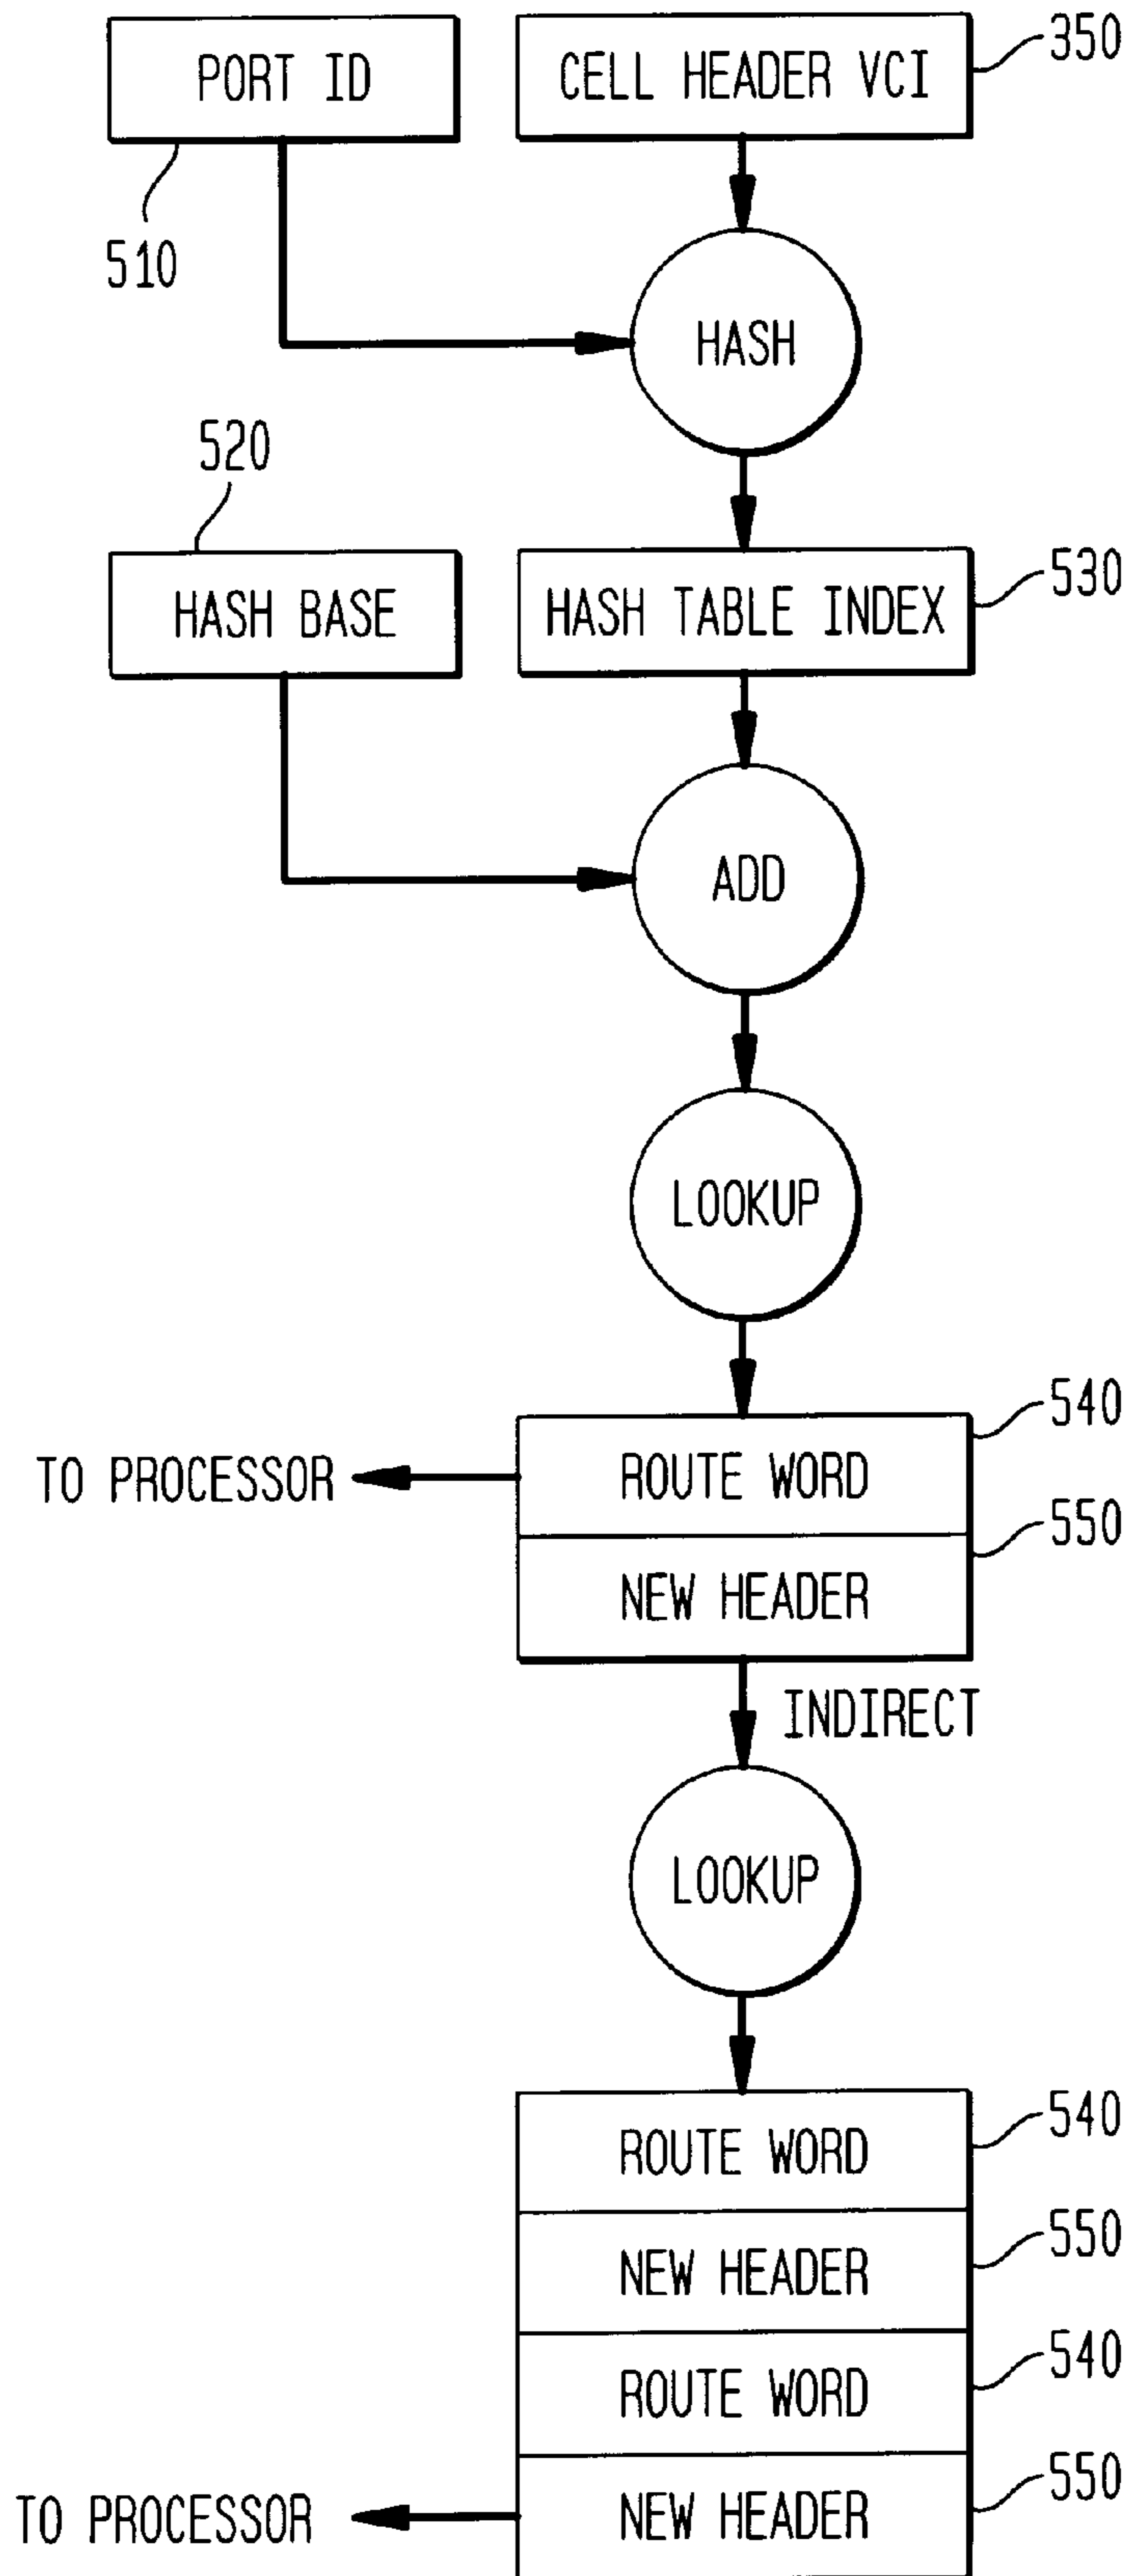 PORT ID
CELL HEADER VCI
350
510
HASH
520
HASH BASE
HASH TABLE INDEX
530
ADD
LOOKUP
540
TO PROCESSOR
ROUTE WORD
550
NEW HEADER
INDIRECT
LOOKUP
540
ROUTE WORD
550
NEW HEADER
540
ROUTE WORD
550
TO PROCESSOR
NEW HEADER